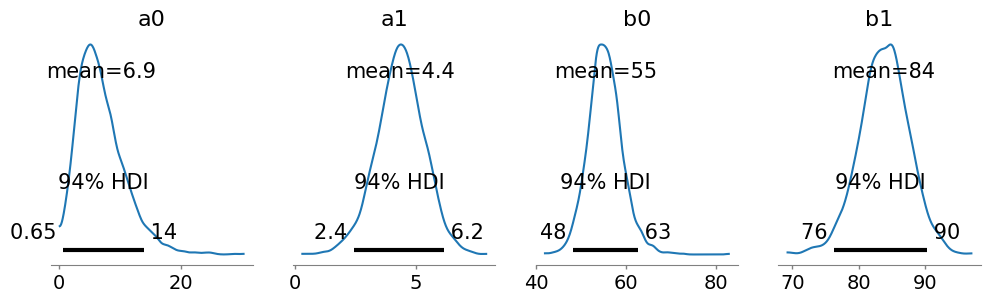 a0
mean=6.9
94% HDI
0.65 14
0 20
a1
mean=4.4
94% HDI
2.4 6.2
0 5
b0
mean=55
94% HDI
48 63
40 60 80
b1
mean=84
94% HDI
76 90
70 80 90